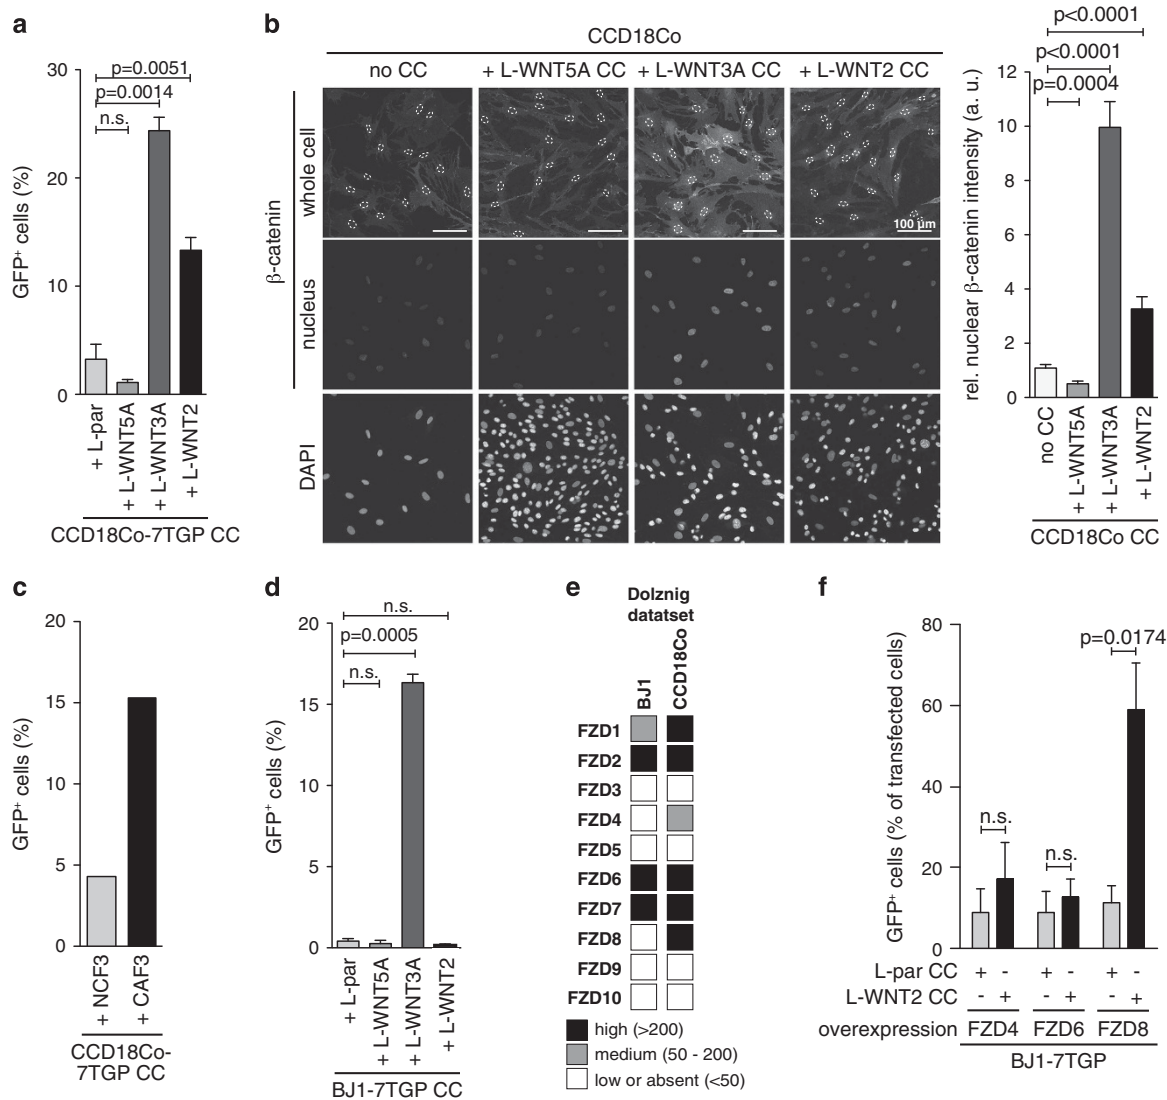 a
p=0.0051
p=0.0014
n.s.
30
20
10
0
GFP+ cells (%)
+ L-par
+ L-WNT5A
+ L-WNT3A
+ L-WNT2
CCD18Co-7TGP CC
b
CCD18Co
no CC
+ L-WNT5A CC
+ L-WNT3A CC
+ L-WNT2 CC
β-catenin
whole cell
nucleus
DAPI
100 µm
p<0.0001
p<0.0001
p=0.0004
12
10
8
6
4
2
0
rel. nuclear β-catenin intensity (a. u.)
no CC
+ L-WNT5A
+ L-WNT3A
+ L-WNT2
CCD18Co CC
c
20
15
10
5
0
GFP+ cells (%)
+ NCF3
+ CAF3
CCD18Co-
7TGP CC
d
n.s.
p=0.0005
n.s.
20
15
10
5
0
GFP+ cells (%)
+ L-par
+ L-WNT5A
+ L-WNT3A
+ L-WNT2
BJ1-7TGP CC
e
Dolznig
datatset
BJ1
CCD18Co
FZD1
FZD2
FZD3
FZD4
FZD5
FZD6
FZD7
FZD8
FZD9
FZD10
high (>200)
medium (50 - 200)
low or absent (<50)
f
80
60
40
20
0
GFP+ cells (% of transfected cells)
p=0.0174
n.s.
n.s.
L-par CC + - + - + -
L-WNT2 CC - + - + - +
overexpression FZD4 FZD6 FZD8
BJ1-7TGP